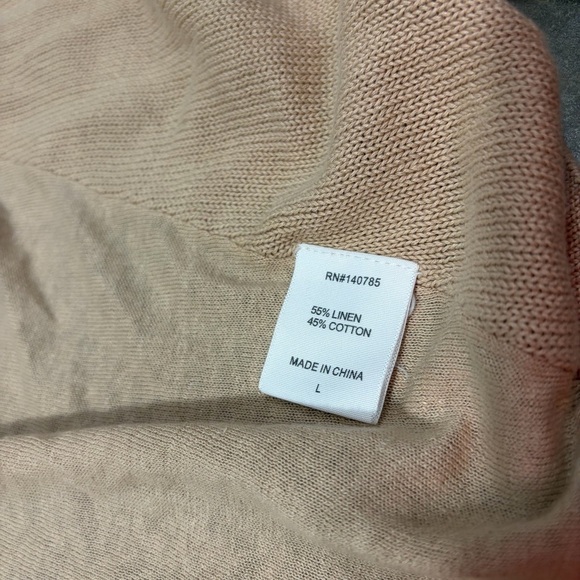 RN#140785
55% LINEN
45% COTTON
MADE IN CHINA
L